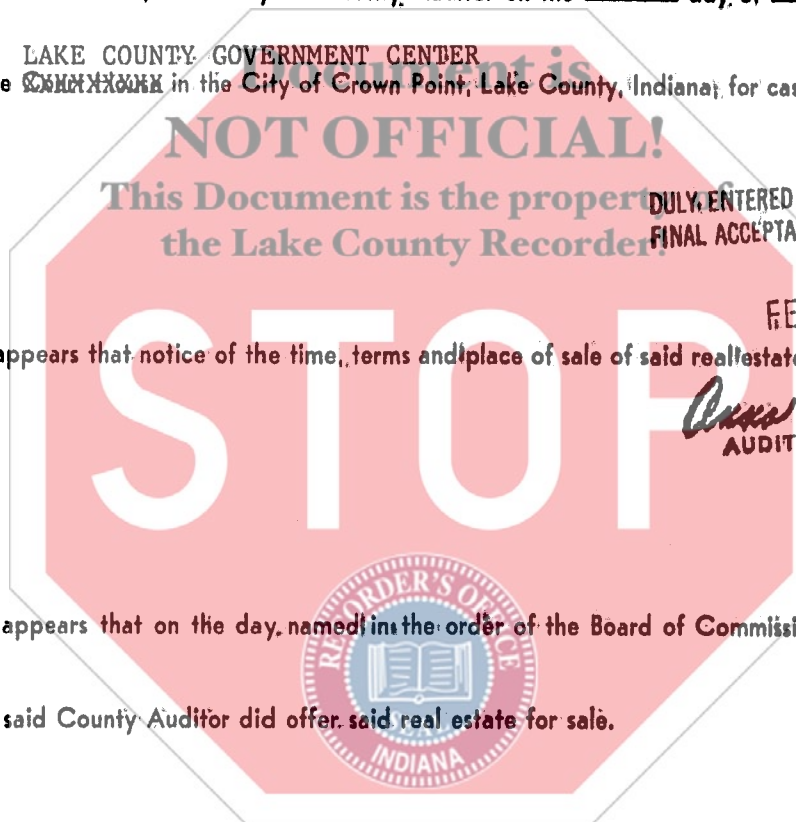 day of
LAKE COUNTY GOVERNMENT CENTER
in the City of Crown Point, Lake County, Indiana, for cas
Document is
NOT OFFICIAL!
This Document is the property of
the Lake County Recorder!
DULY ENTERED
FINAL ACCEPTA
FE
appears that notice of the time, terms and place of sale of said real estate
STOP
AUDIT
appears that on the day named in the order of the Board of Commissi
said County Auditor did offer said real estate for sale.
RECORDER'S OFFICE
SEAL
INDIANA